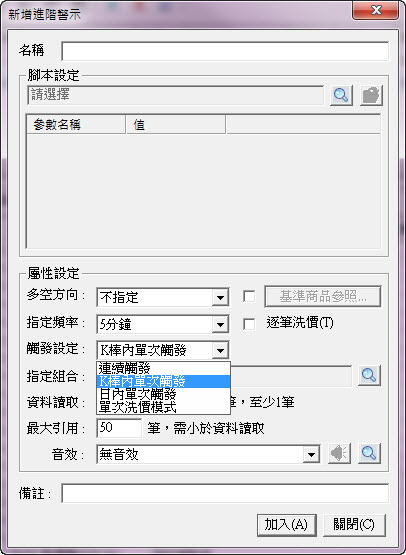 新增進階警示
名稱
腳本設定
請選擇
參數名稱 值
屬性設定
多空方向： 不指定 基準商品參照...
指定頻率： 5分鐘 逐筆洗價(T)
觸發設定： K棒內單次觸發
連續觸發
指定組合： K棒內單次觸發
日內單次觸發
資料讀取： 單次洗價模式 筆，至少1筆
最大引用： 50 筆，需小於資料讀取
音效： 無音效
備註：
加入(A) 關閉(C)